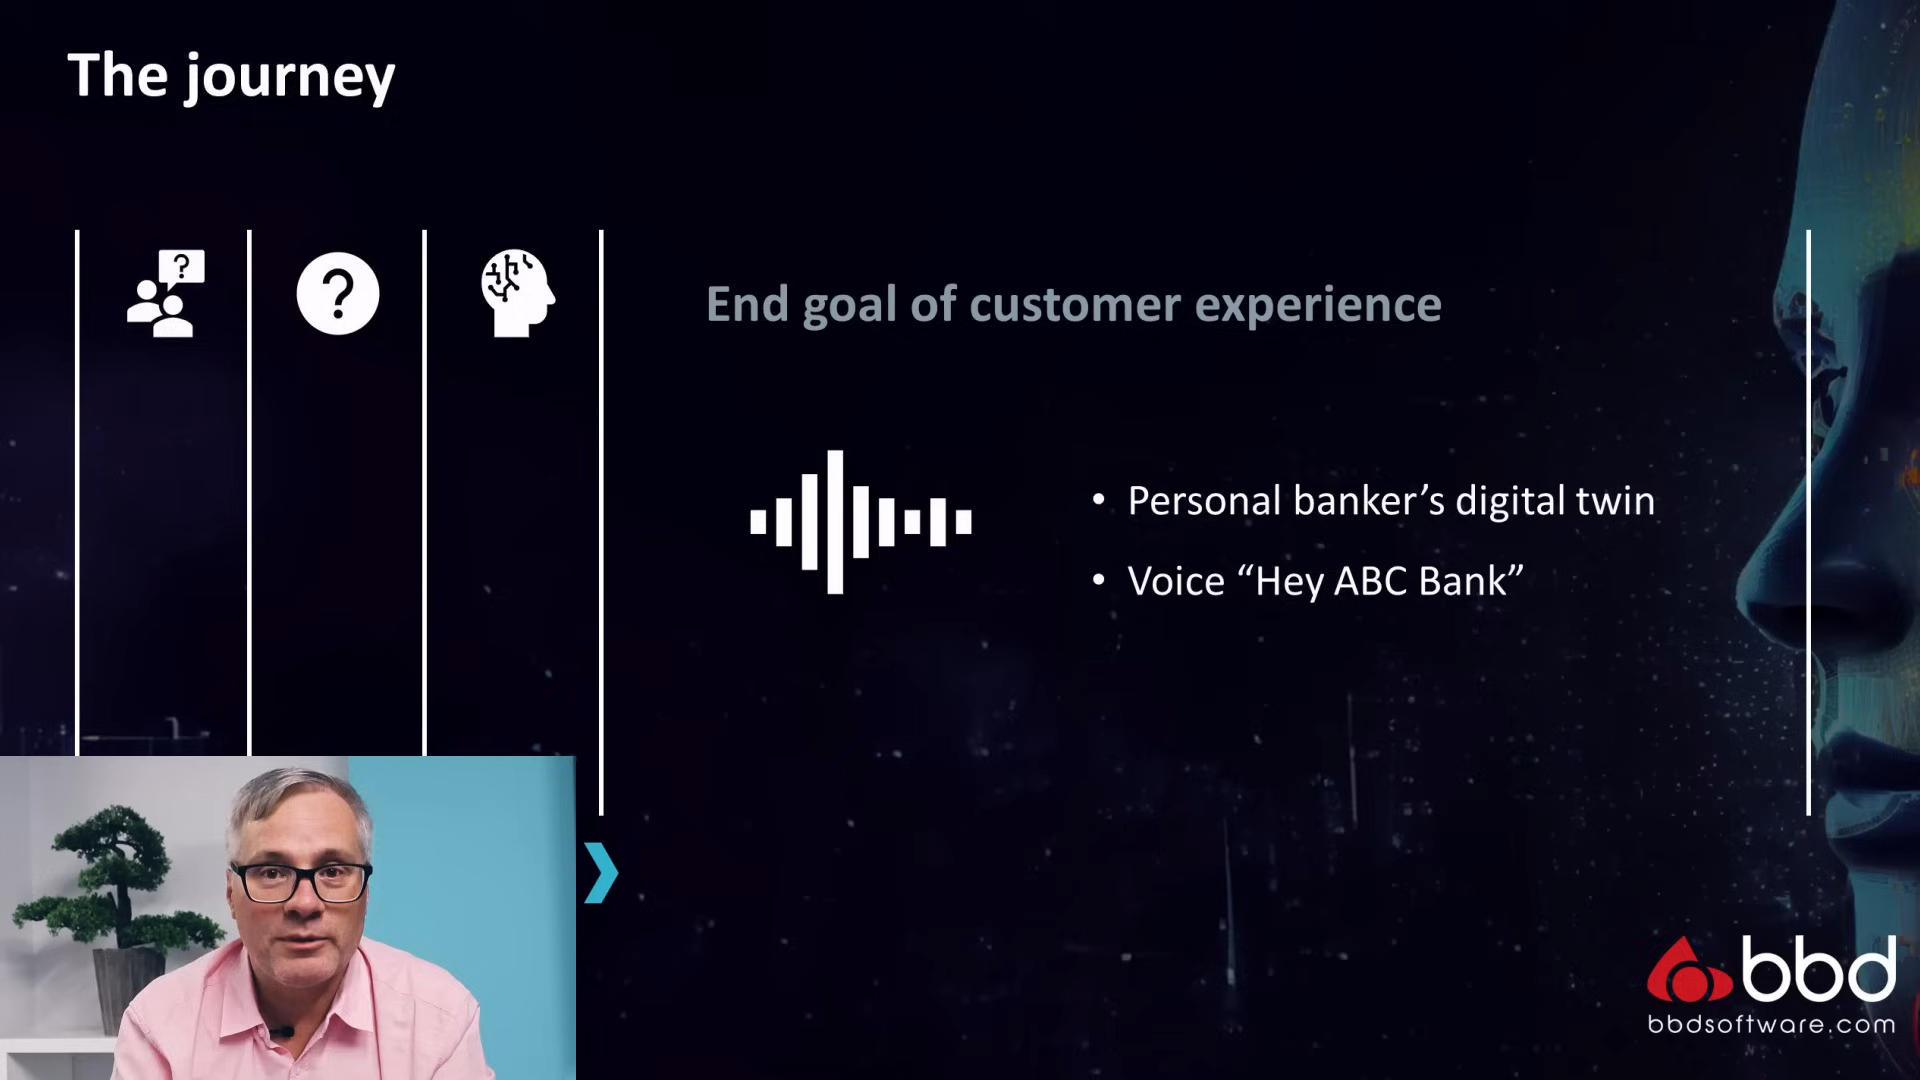 The journey
?
?
End goal of customer experience
• Personal banker’s digital twin
• Voice “Hey ABC Bank”
bbd
bbdsoftware.com